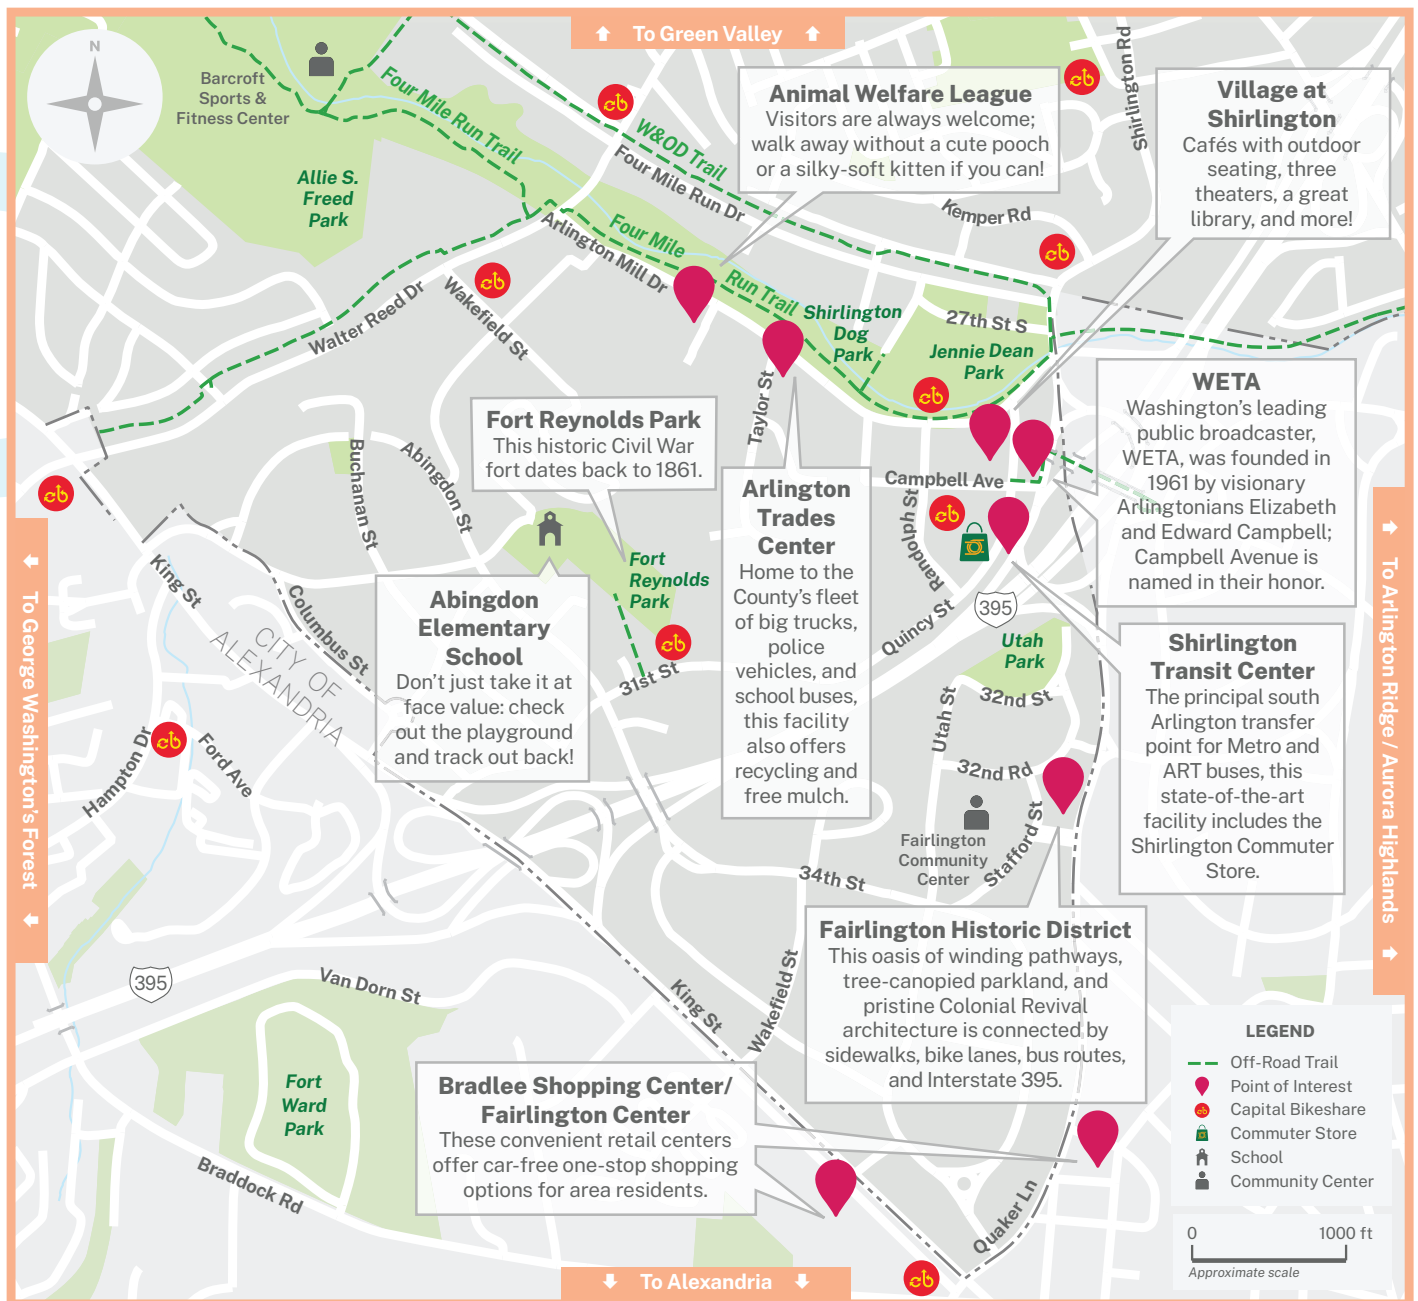 To Green Valley
N
Barcroft
Sports &
Fitness Center
Four Mile Run Trail
W&OD Trail
Four Mile Run Dr
Shirlington Rd
Animal Welfare League
Visitors are always welcome;
walk away without a cute pooch
or a silky-soft kitten if you can!
Village at
Shirlington
Cafés with outdoor
seating, three
theaters, a great
library, and more!
Allie S.
Freed
Park
Kemper Rd
Arlington Mill Dr
Four Mile
Run Trail
Walter Reed Dr
Wakefield St
Shirlington
Dog
Park
27th St S
Jennie Dean
Park
Taylor St
WETA
Washington's leading
public broadcaster,
WETA, was founded in
1961 by visionary
Arlingtonians Elizabeth
and Edward Campbell;
Campbell Avenue is
named in their honor.
Fort Reynolds Park
This historic Civil War
fort dates back to 1861.
Buchanan St
Abingdon St
Campbell Ave
Randolph St
Arlington
Trades
Center
Home to the
County's fleet
of big trucks,
police
vehicles, and
school buses,
this facility
also offers
recycling and
free mulch.
Fort
Reynolds
Park
King St
Columbus St
Abingdon
Elementary
School
Don't just take it at
face value: check
out the playground
and track out back!
31st St
Quincy St
395
Utah
Park
Shirlington
Transit Center
The principal south
Arlington transfer
point for Metro and
ART buses, this
state-of-the-art
facility includes the
Shirlington Commuter
Store.
CITY OF
ALEXANDRIA
To George Washington's Forest
To Arlington Ridge / Aurora Highlands
Utah St
32nd St
32nd Rd
Hampton Dr
Ford Ave
Fairlington
Community
Center
Stafford St
34th St
Fairlington Historic District
This oasis of winding pathways,
tree-canopied parkland, and
pristine Colonial Revival
architecture is connected by
sidewalks, bike lanes, bus routes,
and Interstate 395.
395
Van Dorn St
King St
Wakefield St
Fort
Ward
Park
Bradlee Shopping Center/
Fairlington Center
These convenient retail centers
offer car-free one-stop shopping
options for area residents.
Braddock Rd
Quaker Ln
LEGEND
Off-Road Trail
Point of Interest
Capital Bikeshare
Commuter Store
School
Community Center
0 1000 ft
Approximate scale
To Alexandria